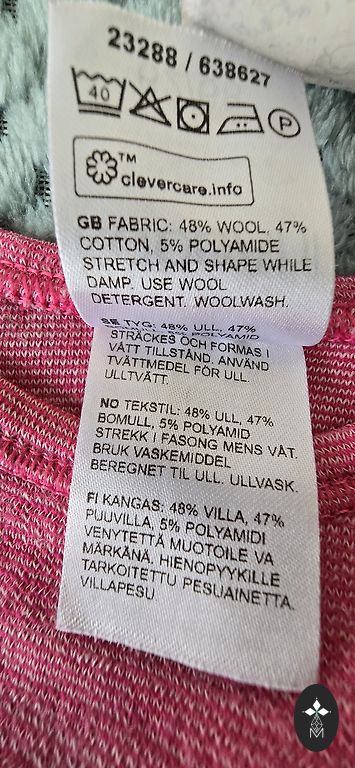 23288 / 638627
40
P
™
clevercare.info
GB FABRIC: 48% WOOL, 47%
COTTON, 5% POLYAMIDE
STRETCH AND SHAPE WHILE
DAMP. USE WOOL
DETERGENT. WOOLWASH.
SE TYG: 48% ULL, 47%
5% POLYAMID
STRÄCKES OCH FORMAS I
VÅTT TILLSTÅND. ANVÄND
TVÄTTMEDEL FÖR ULL.
ULLTVÄTT.
NO TEKSTIL: 48% ULL, 47%
BOMULL, 5% POLYAMID
STREKK I FASONG MENS VÅT.
BRUK VASKEMIDDEL
BEREGNET TIL ULL. ULLVASK.
FI KANGAS: 48% VILLA, 47%
PUUVILLA, 5% POLYAMIDI
VENYTETTÄ MUOTOILE VA
MÄRKÄNÄ. HIENOPYYKILLE
TARKOITETTU PESUAINETTA.
VILLAPESU
M